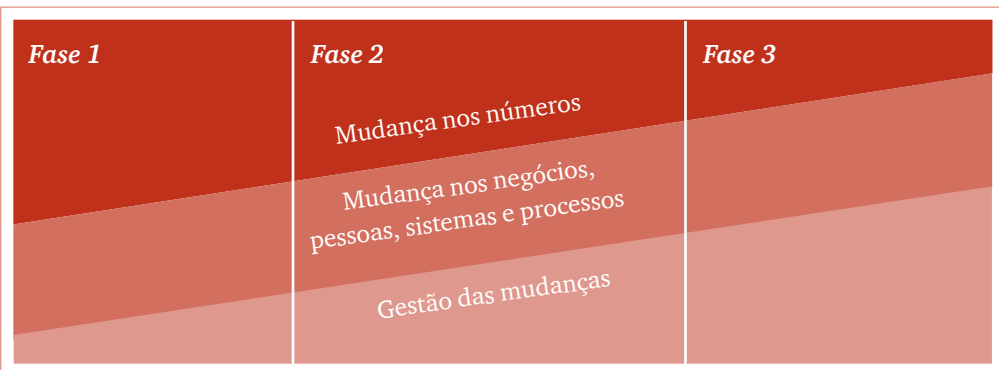 Fase 1
Fase 2
Fase 3
Mudança nos números
Mudança nos negócios,
pessoas, sistemas e processos
Gestão das mudanças